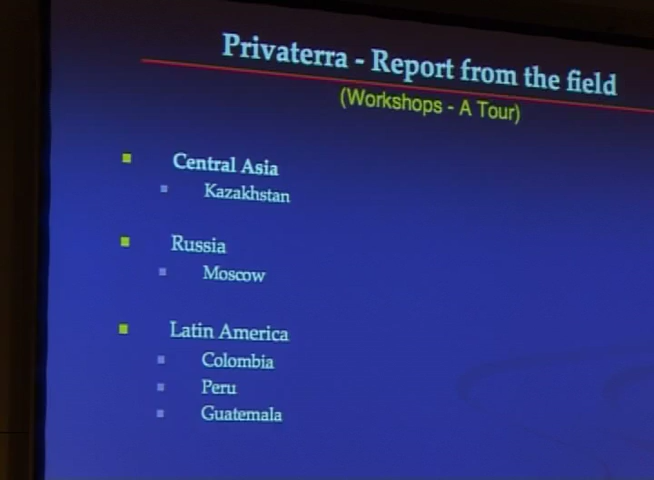 Privaterra - Report from the field
(Workshops - A Tour)
Central Asia
Kazakhstan
Russia
Moscow
Latin America
Colombia
Peru
Guatemala